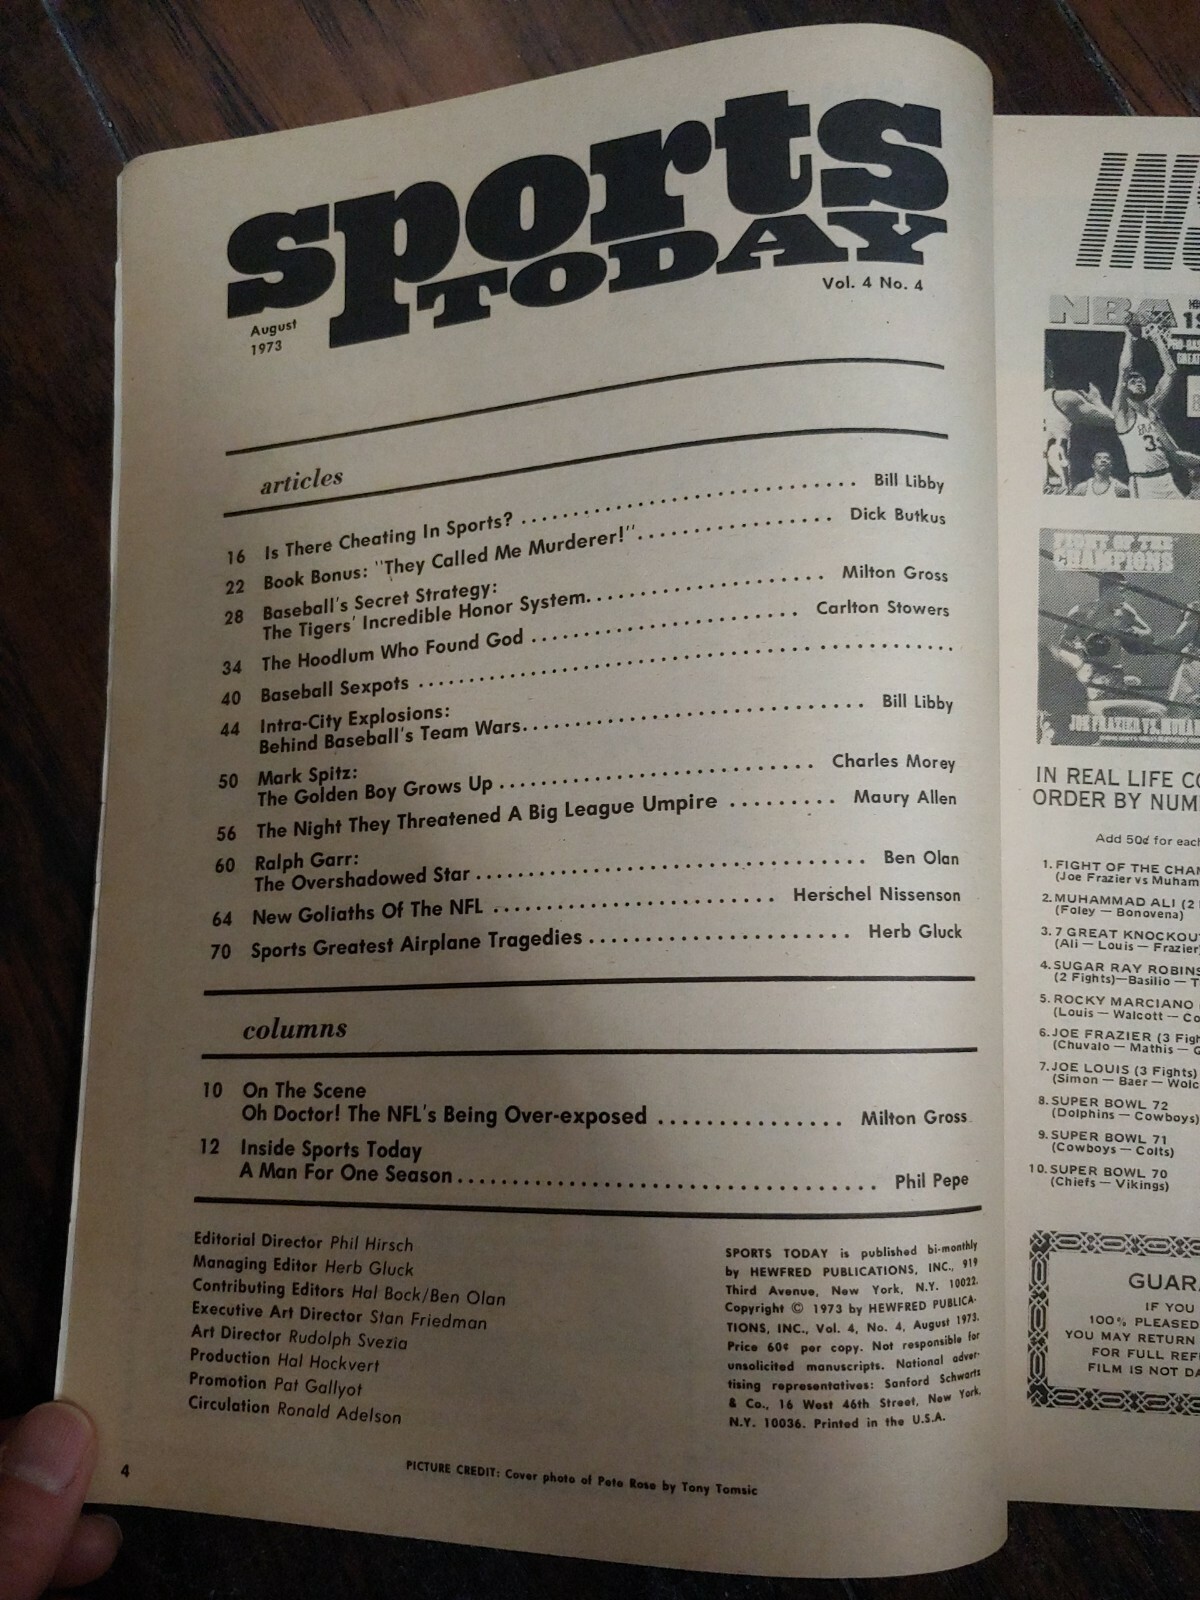 sports
TODAY
August
1973
Vol. 4 No. 4
articles
16 Is There Cheating In Sports? .......................... Bill Libby
22 Book Bonus: "They Called Me Murderer!" ............... Dick Butkus
28 Baseball's Secret Strategy:
The Tigers' Incredible Honor System .................. Milton Gross
34 The Hoodlum Who Found God .................... Carlton Stowers
40 Baseball Sexpots ..........................................
44 Intra-City Explosions:
Behind Baseball's Team Wars .......................... Bill Libby
50 Mark Spitz:
The Golden Boy Grows Up ........................ Charles Morey
56 The Night They Threatened A Big League Umpire ......... Maury Allen
60 Ralph Garr:
The Overshadowed Star .............................. Ben Olan
64 New Goliaths Of The NFL ..................... Herschel Nissenson
70 Sports Greatest Airplane Tragedies ..................... Herb Gluck
columns
10 On The Scene
Oh Doctor! The NFL's Being Over-exposed ............... Milton Gross
12 Inside Sports Today
A Man For One Season .................................. Phil Pepe
Editorial Director Phil Hirsch
Managing Editor Herb Gluck
Contributing Editors Hal Bock/Ben Olan
Executive Art Director Stan Friedman
Art Director Rudolph Svezia
Production Hal Hockvert
Promotion Pat Gallyot
Circulation Ronald Adelson
SPORTS TODAY is published bi-monthly
by HEWFRED PUBLICATIONS, INC., 919
Third Avenue, New York, N.Y. 10022.
Copyright © 1973 by HEWFRED PUBLICA-
TIONS, INC., Vol. 4, No. 4, August 1973.
Price 60¢ per copy. Not responsible for
unsolicited manuscripts. National adver-
tising representatives: Sanford Schwarts
& Co., 16 West 46th Street, New York,
N.Y. 10036. Printed in the U.S.A.
4
PICTURE CREDIT: Cover photo of Pete Rose by Tony Tomsic
NBA
FIGHT OF THE
CHAMPIONS
JOE FRAZIER VS.
IN REAL LIFE
ORDER BY
Add 50¢ for
1. FIGHT OF THE
(Joe Frazier vs
2. MUHAMMAD ALI (2
(Foley — Bonovena)
3. 7 GREAT
(Ali — Louis — Frazier)
4. SUGAR RAY
(2 Fights)—Basilio —
5. ROCKY MARCIANO
(Louis — Walcott —
6. JOE FRAZIER (3
(Chuvalo — Mathis —
7. JOE LOUIS (3 Fights)
(Simon — Baer —
8. SUPER BOWL 72
(Dolphins — Cowboys)
9. SUPER BOWL 71
(Cowboys — Colts)
10. SUPER BOWL 70
(Chiefs — Vikings)
IF YOU
100% PLEASED
YOU MAY RETURN
FOR FULL
FILM IS NOT